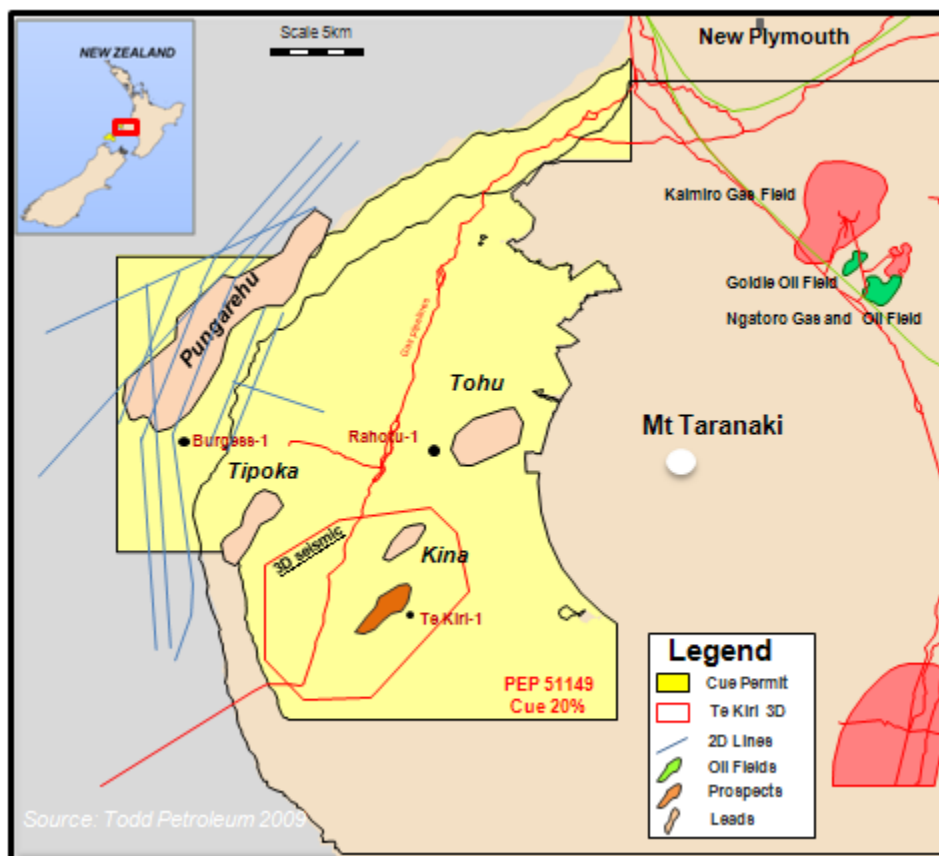 Scale 5km
NEW ZEALAND
New Plymouth
Kaimiro Gas Field
Goldie Oil Field
Ngatoro Gas and Oil Field
Pungarehu
Gas pipelines
Tohu
Mt Taranaki
Burgess-1
Rahotu-1
Tipoka
3D seismic
Kina
Te Kiri-1
PEP 51149
Cue 20%
Legend
Cue Permit
Te Kiri 3D
2D Lines
Oil Fields
Prospects
Leads
Source: Todd Petroleum 2009